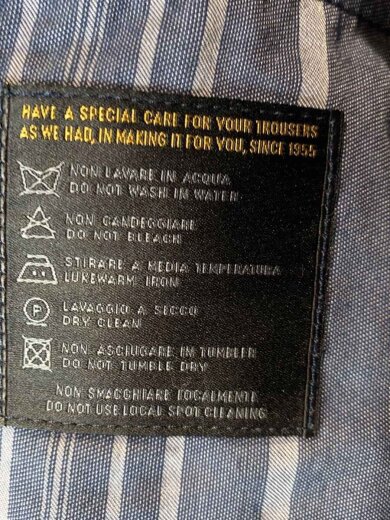 HAVE A SPECIAL CARE FOR YOUR TROUSERS
AS WE HAD, IN MAKING IT FOR YOU, SINCE 1955
NON LAVARE IN ACQUA
DO NOT WASH IN WATER
NON CANDEGGIARE
DO NOT BLEACH
STIRARE A MEDIA TEMPERATURA
LUKEWARM IRON
P
LAVAGGIO A SECCO
DRY CLEAN
NON ASCIUGARE IN TUMBLER
DO NOT TUMBLE DRY
NON SMACCHIARE LOCALMENTE
DO NOT USE LOCAL SPOT CLEANING